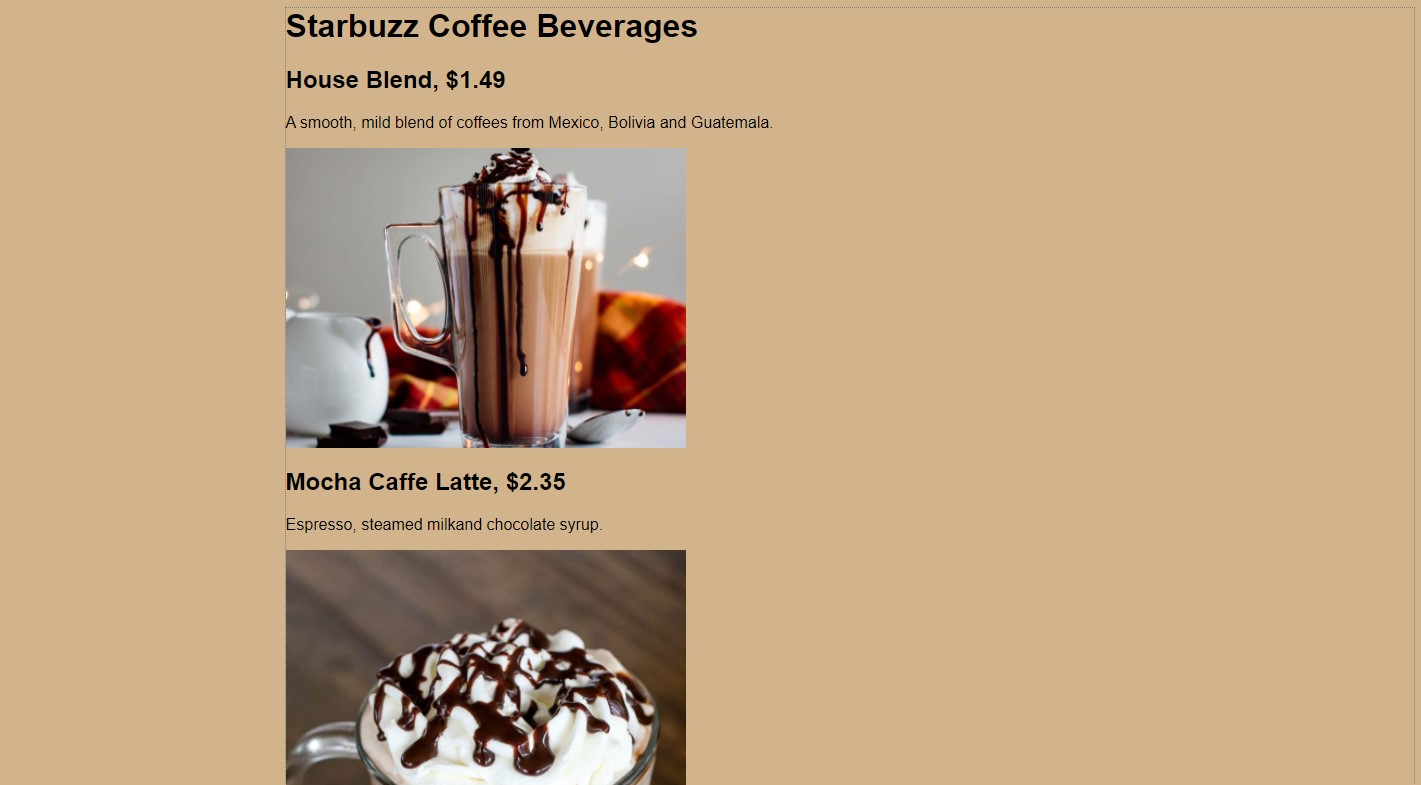 Starbuzz Coffee Beverages
House Blend, $1.49
A smooth, mild blend of coffees from Mexico, Bolivia and Guatemala.
Mocha Caffe Latte, $2.35
Espresso, steamed milkand chocolate syrup.